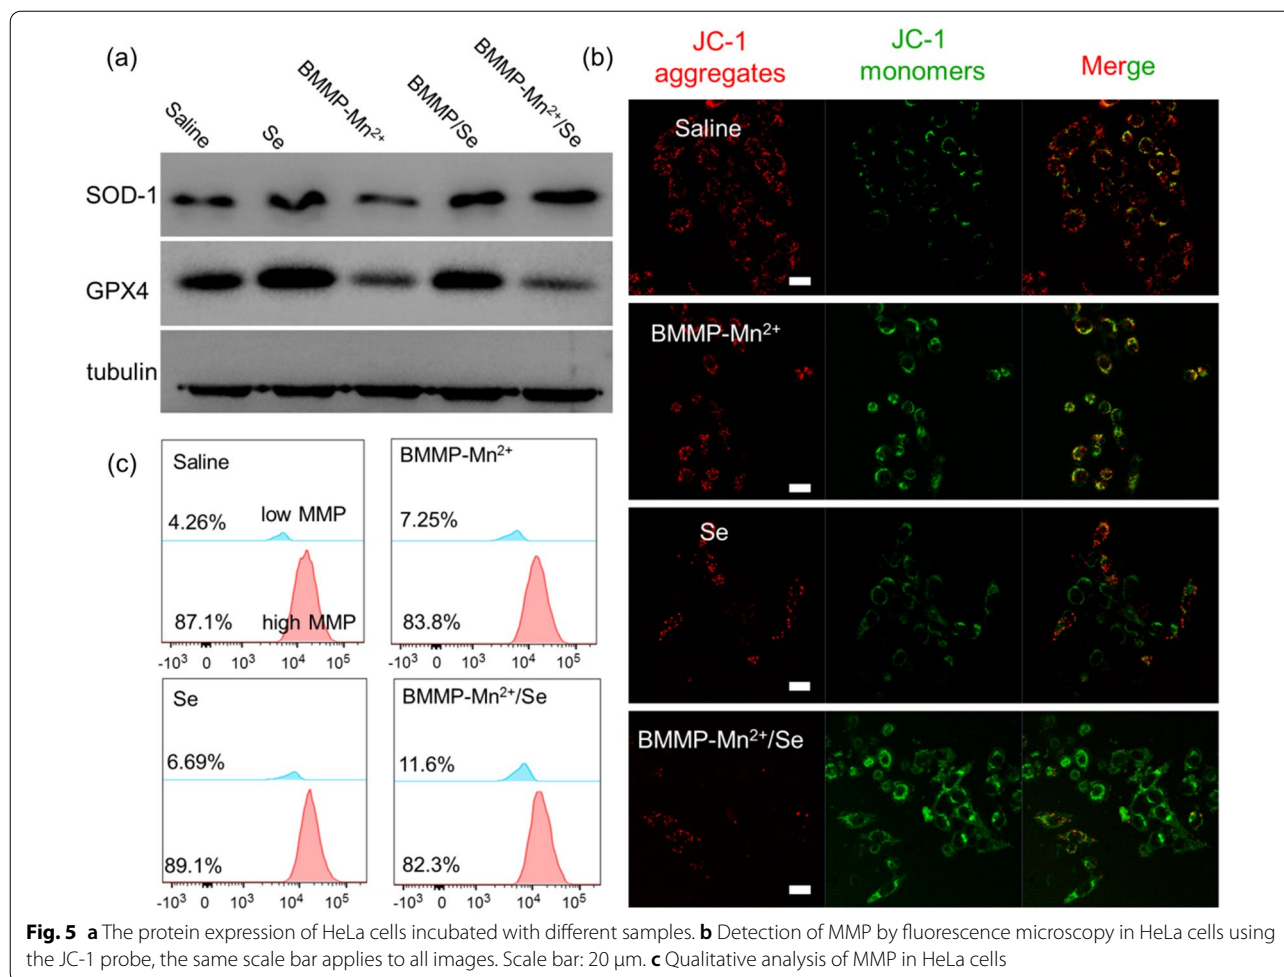 (a)
Saline
Se
BMMP-Mn²⁺
BMMP/Se
BMMP-Mn²⁺/Se
SOD-1
GPX4
tubulin
(b)
JC-1 aggregates
JC-1 monomers
Merge
Saline
BMMP-Mn²⁺
Se
BMMP-Mn²⁺/Se
(c)
Saline
4.26%
low MMP
87.1%
high MMP
-10³ 0 10³ 10⁴ 10⁵
BMMP-Mn²⁺
7.25%
83.8%
-10³ 0 10³ 10⁴ 10⁵
Se
6.69%
89.1%
-10³ 0 10³ 10⁴ 10⁵
BMMP-Mn²⁺/Se
11.6%
82.3%
-10³ 0 10³ 10⁴ 10⁵
Fig. 5 a The protein expression of HeLa cells incubated with different samples. b Detection of MMP by fluorescence microscopy in HeLa cells using
the JC-1 probe, the same scale bar applies to all images. Scale bar: 20 µm. c Qualitative analysis of MMP in HeLa cells